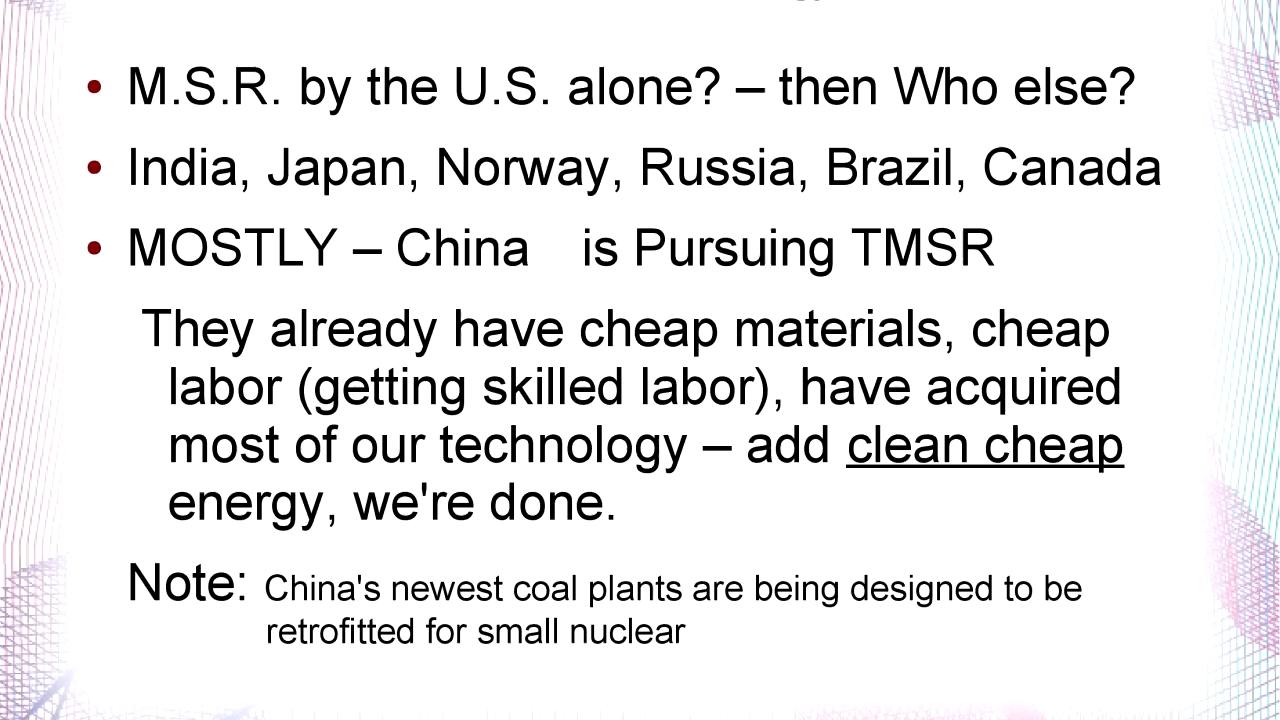 • M.S.R. by the U.S. alone? – then Who else?
• India, Japan, Norway, Russia, Brazil, Canada
• MOSTLY – China is Pursuing TMSR
They already have cheap materials, cheap
labor (getting skilled labor), have acquired
most of our technology – add clean cheap
energy, we're done.
Note: China's newest coal plants are being designed to be
retrofitted for small nuclear